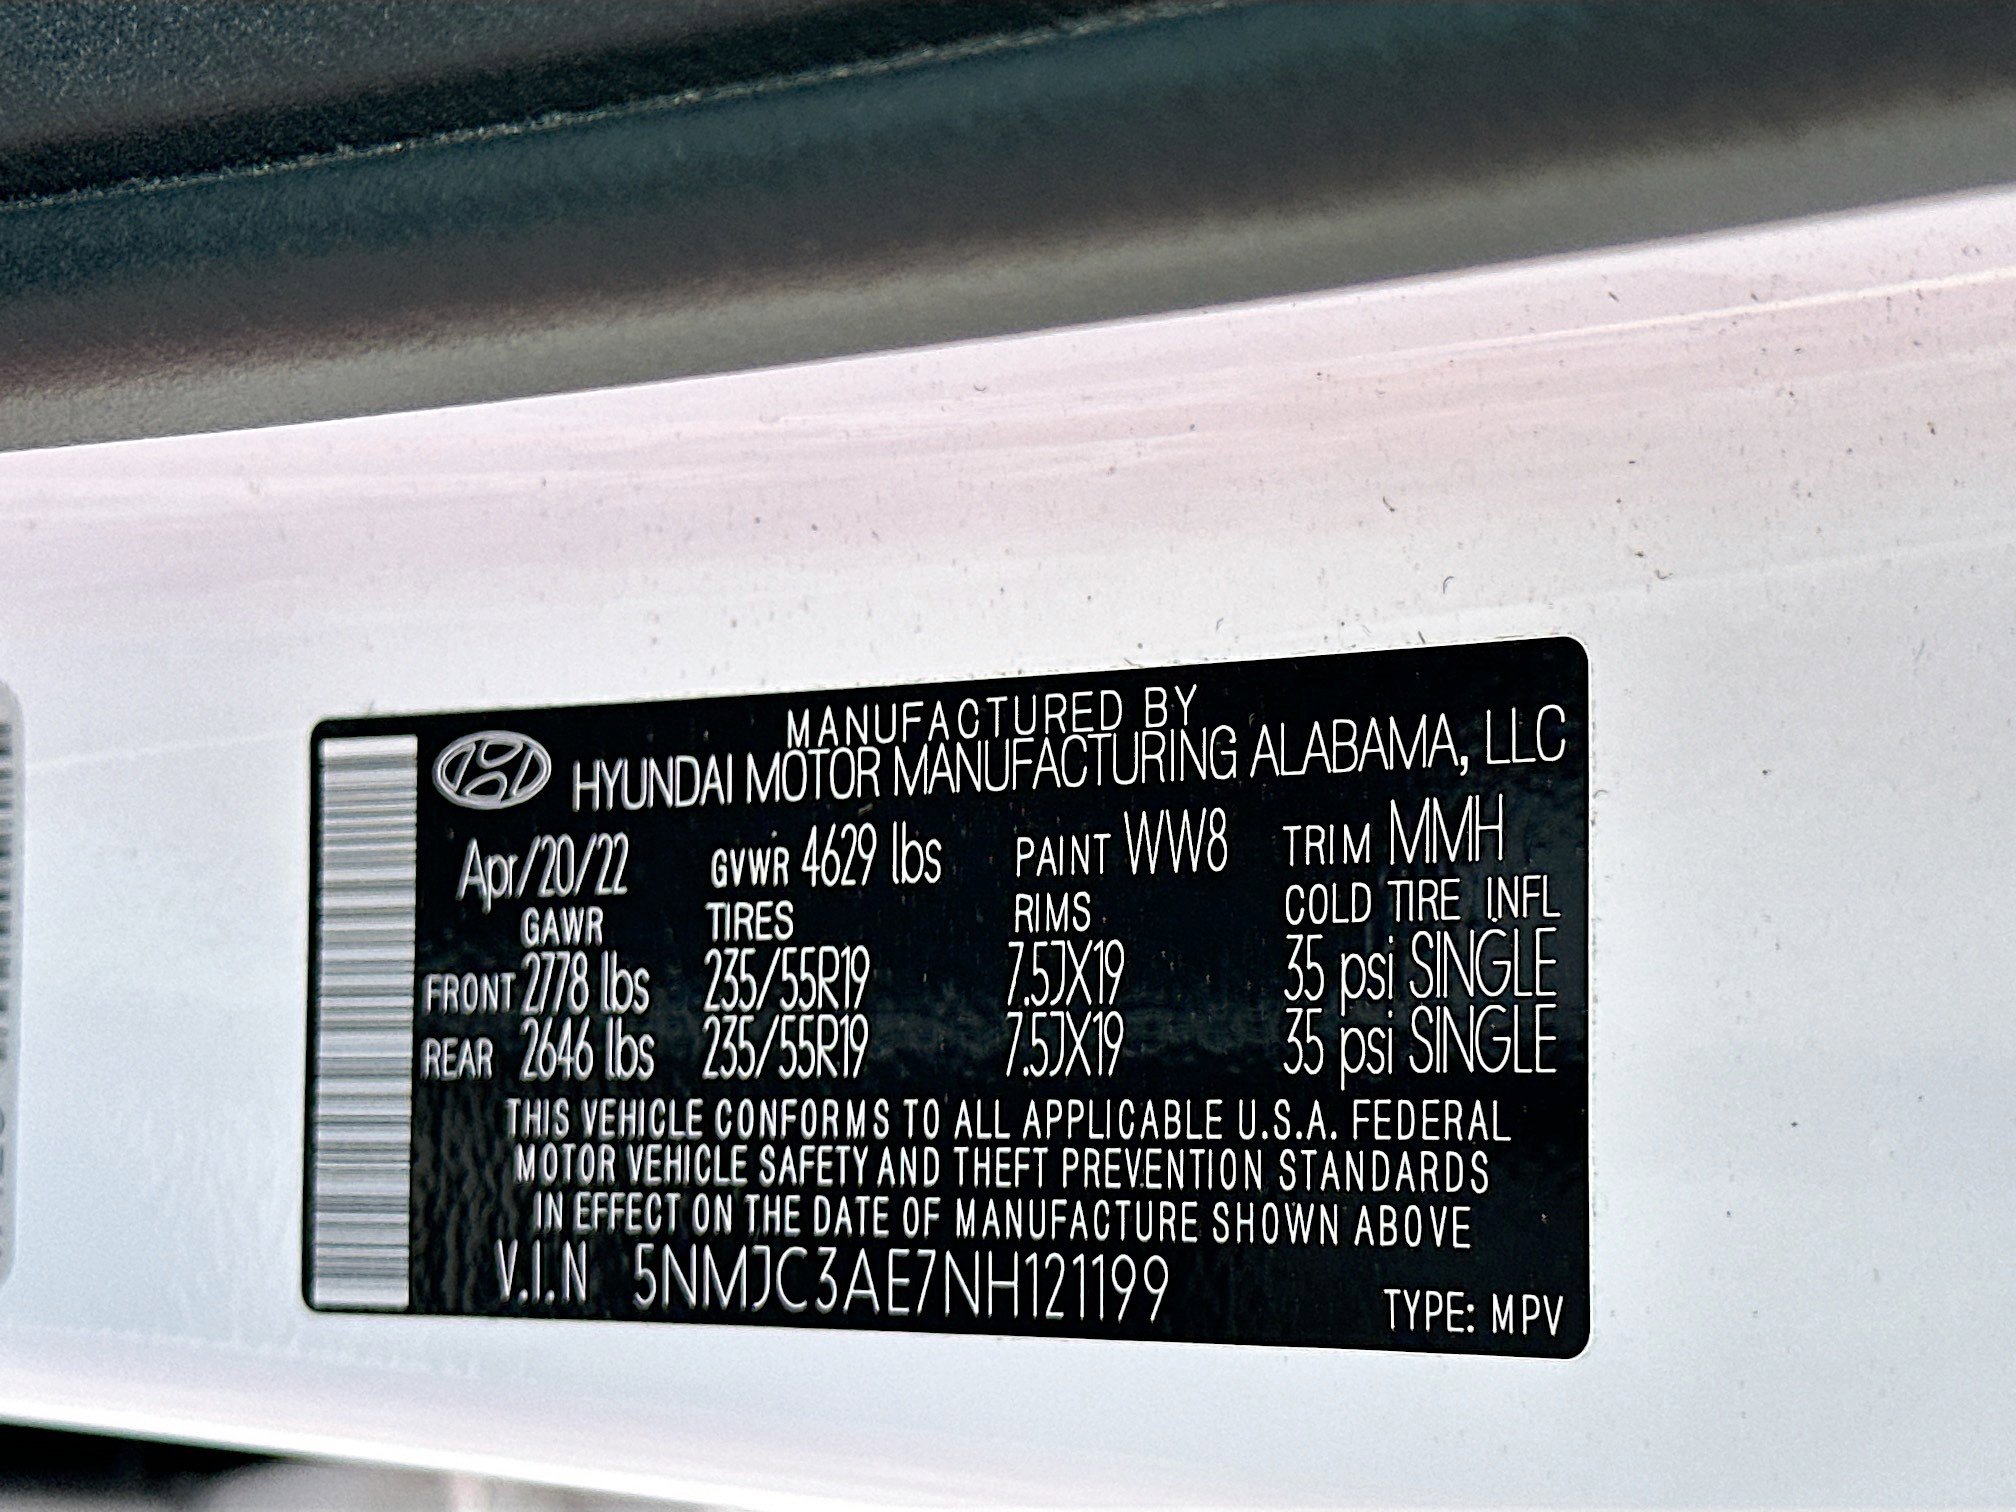 MANUFACTURED BY
HYUNDAI MOTOR MANUFACTURING ALABAMA, LLC
Apr/20/22 GVWR 4629 lbs PAINT WW8 TRIM MMH
GAWR TIRES RIMS COLD TIRE INFL
FRONT 2778 lbs 235/55R19 7.5JX19 35 psi SINGLE
REAR 2646 lbs 235/55R19 7.5JX19 35 psi SINGLE
THIS VEHICLE CONFORMS TO ALL APPLICABLE U.S.A. FEDERAL
MOTOR VEHICLE SAFETY AND THEFT PREVENTION STANDARDS
IN EFFECT ON THE DATE OF MANUFACTURE SHOWN ABOVE
V.I.N 5NMJC3AE7NH121199
TYPE: MPV